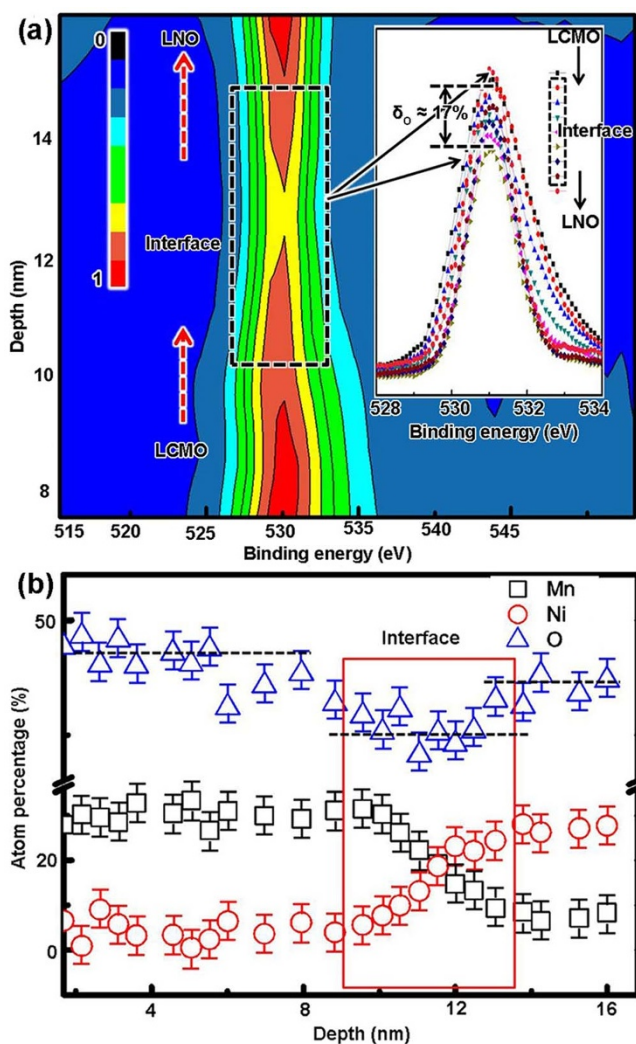 (a)
0
1
LNO
Interface
LCMO
14
12
10
8
Depth (nm)
515 520 525 530 535 540 545
Binding energy (eV)
δO ≈ 17%
LCMO
Interface
LNO
528 530 532 534
Binding energy (eV)
(b)
Mn
Ni
O
Interface
50
20
0
Atom percentage (%)
4 8 12 16
Depth (nm)